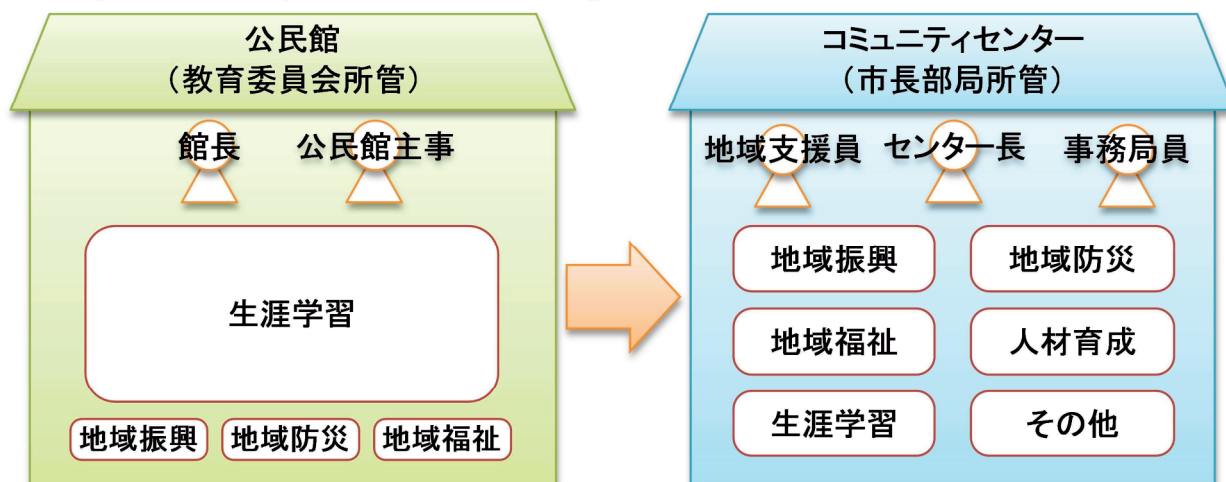 公民館
（教育委員会所管）
館長
公民館主事
生涯学習
地域振興
地域防災
地域福祉
コミュニティセンター
（市長部局所管）
地域支援員
センター長
事務局員
地域振興
地域防災
地域福祉
人材育成
生涯学習
その他